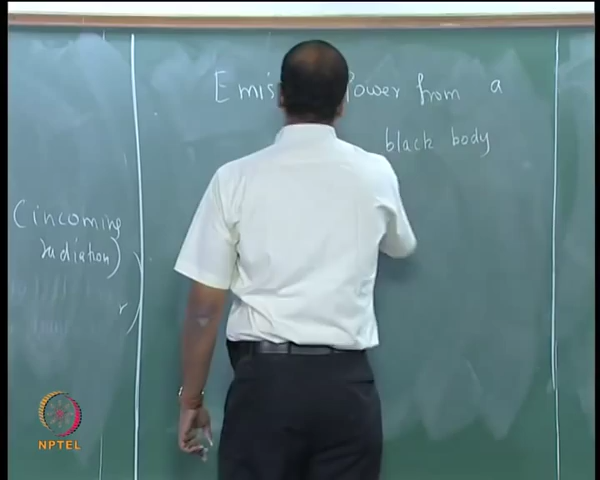 Emis Power from a
black body
(incoming
radiation)
r
NPTEL